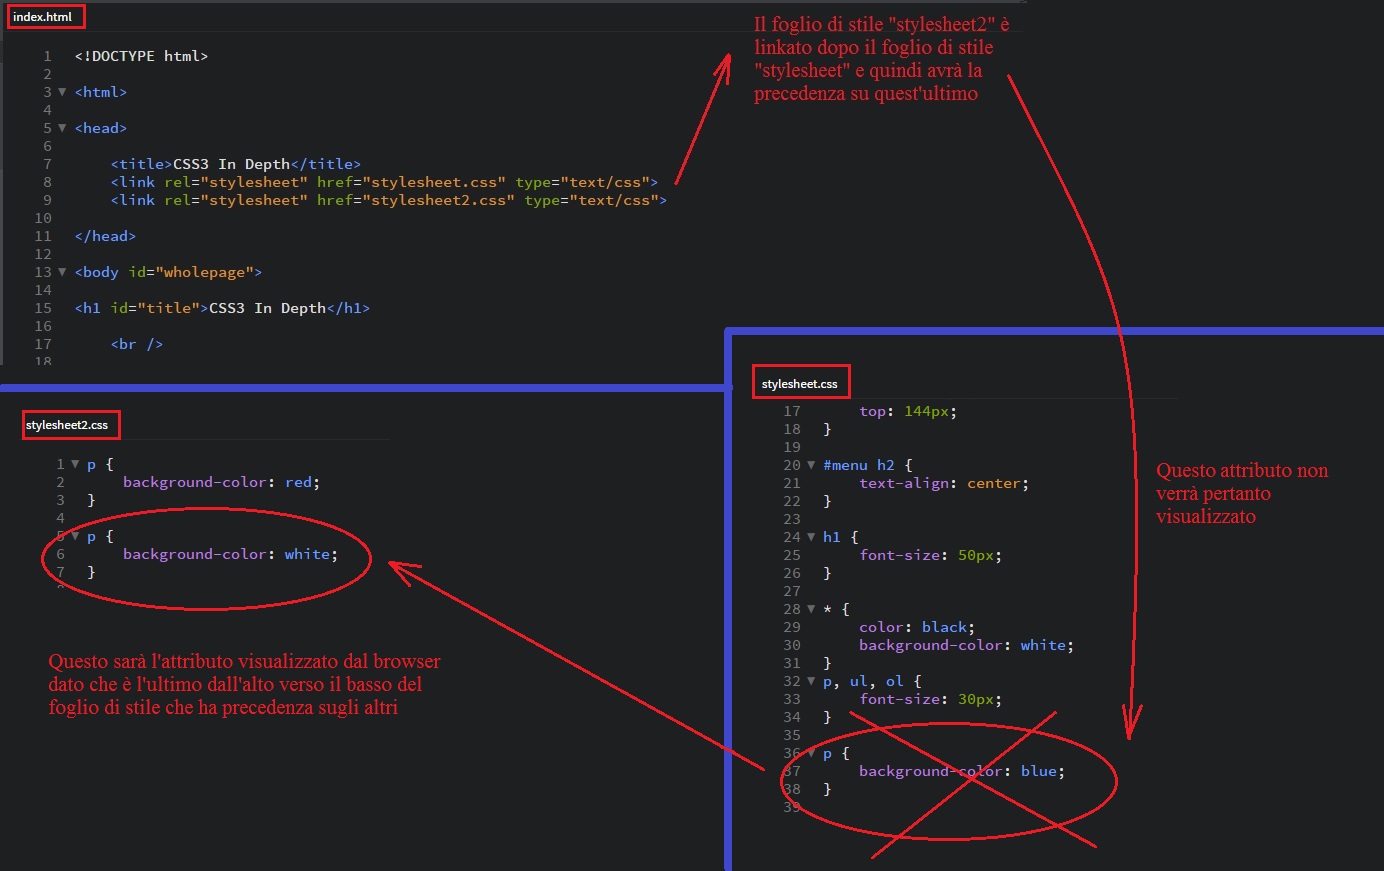 index.html
1 <!DOCTYPE html>
2
3 ▼ <html>
4
5 ▼ <head>
6
7 <title>CSS3 In Depth</title>
8 <link rel="stylesheet" href="stylesheet.css" type="text/css">
9 <link rel="stylesheet" href="stylesheet2.css" type="text/css">
10
11 </head>
12
13 ▼ <body id="wholepage">
14
15 <h1 id="title">CSS3 In Depth</h1>
16
17 <br />
18
Il foglio di stile "stylesheet2" è
linkato dopo il foglio di stile
"stylesheet" e quindi avrà la
precedenza su quest'ultimo
stylesheet2.css
1 ▼ p {
2 background-color: red;
3 }
4
5 ▼ p {
6 background-color: white;
7 }
Questo sarà l'attributo visualizzato dal browser
dato che è l'ultimo dall'alto verso il basso del
foglio di stile che ha precedenza sugli altri
stylesheet.css
17 top: 144px;
18 }
19
20 ▼ #menu h2 {
21 text-align: center;
22 }
23
24 ▼ h1 {
25 font-size: 50px;
26 }
27
28 ▼ * {
29 color: black;
30 background-color: white;
31 }
32 ▼ p, ul, ol {
33 font-size: 30px;
34 }
35
36 ▼ p {
37 background-color: blue;
38 }
39
Questo attributo non
verrà pertanto
visualizzato